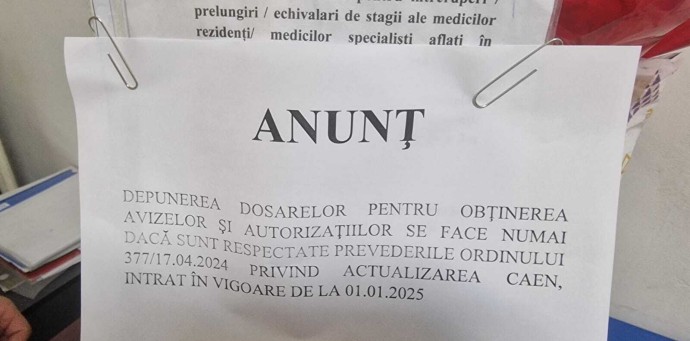 prelungiri / echivalari de stagii ale medicilor
rezidenți/ medicilor specialisti aflati în
ANUNȚ
DEPUNEREA DOSARELOR PENTRU OBȚINEREA
AVIZELOR ȘI AUTORIZAȚIILOR SE FACE NUMAI
DACĂ SUNT RESPECTATE PREVEDERILE ORDINULUI
377/17.04.2024 PRIVIND ACTUALIZAREA CAEN,
INTRAT ÎN VIGOARE DE LA 01.01.2025